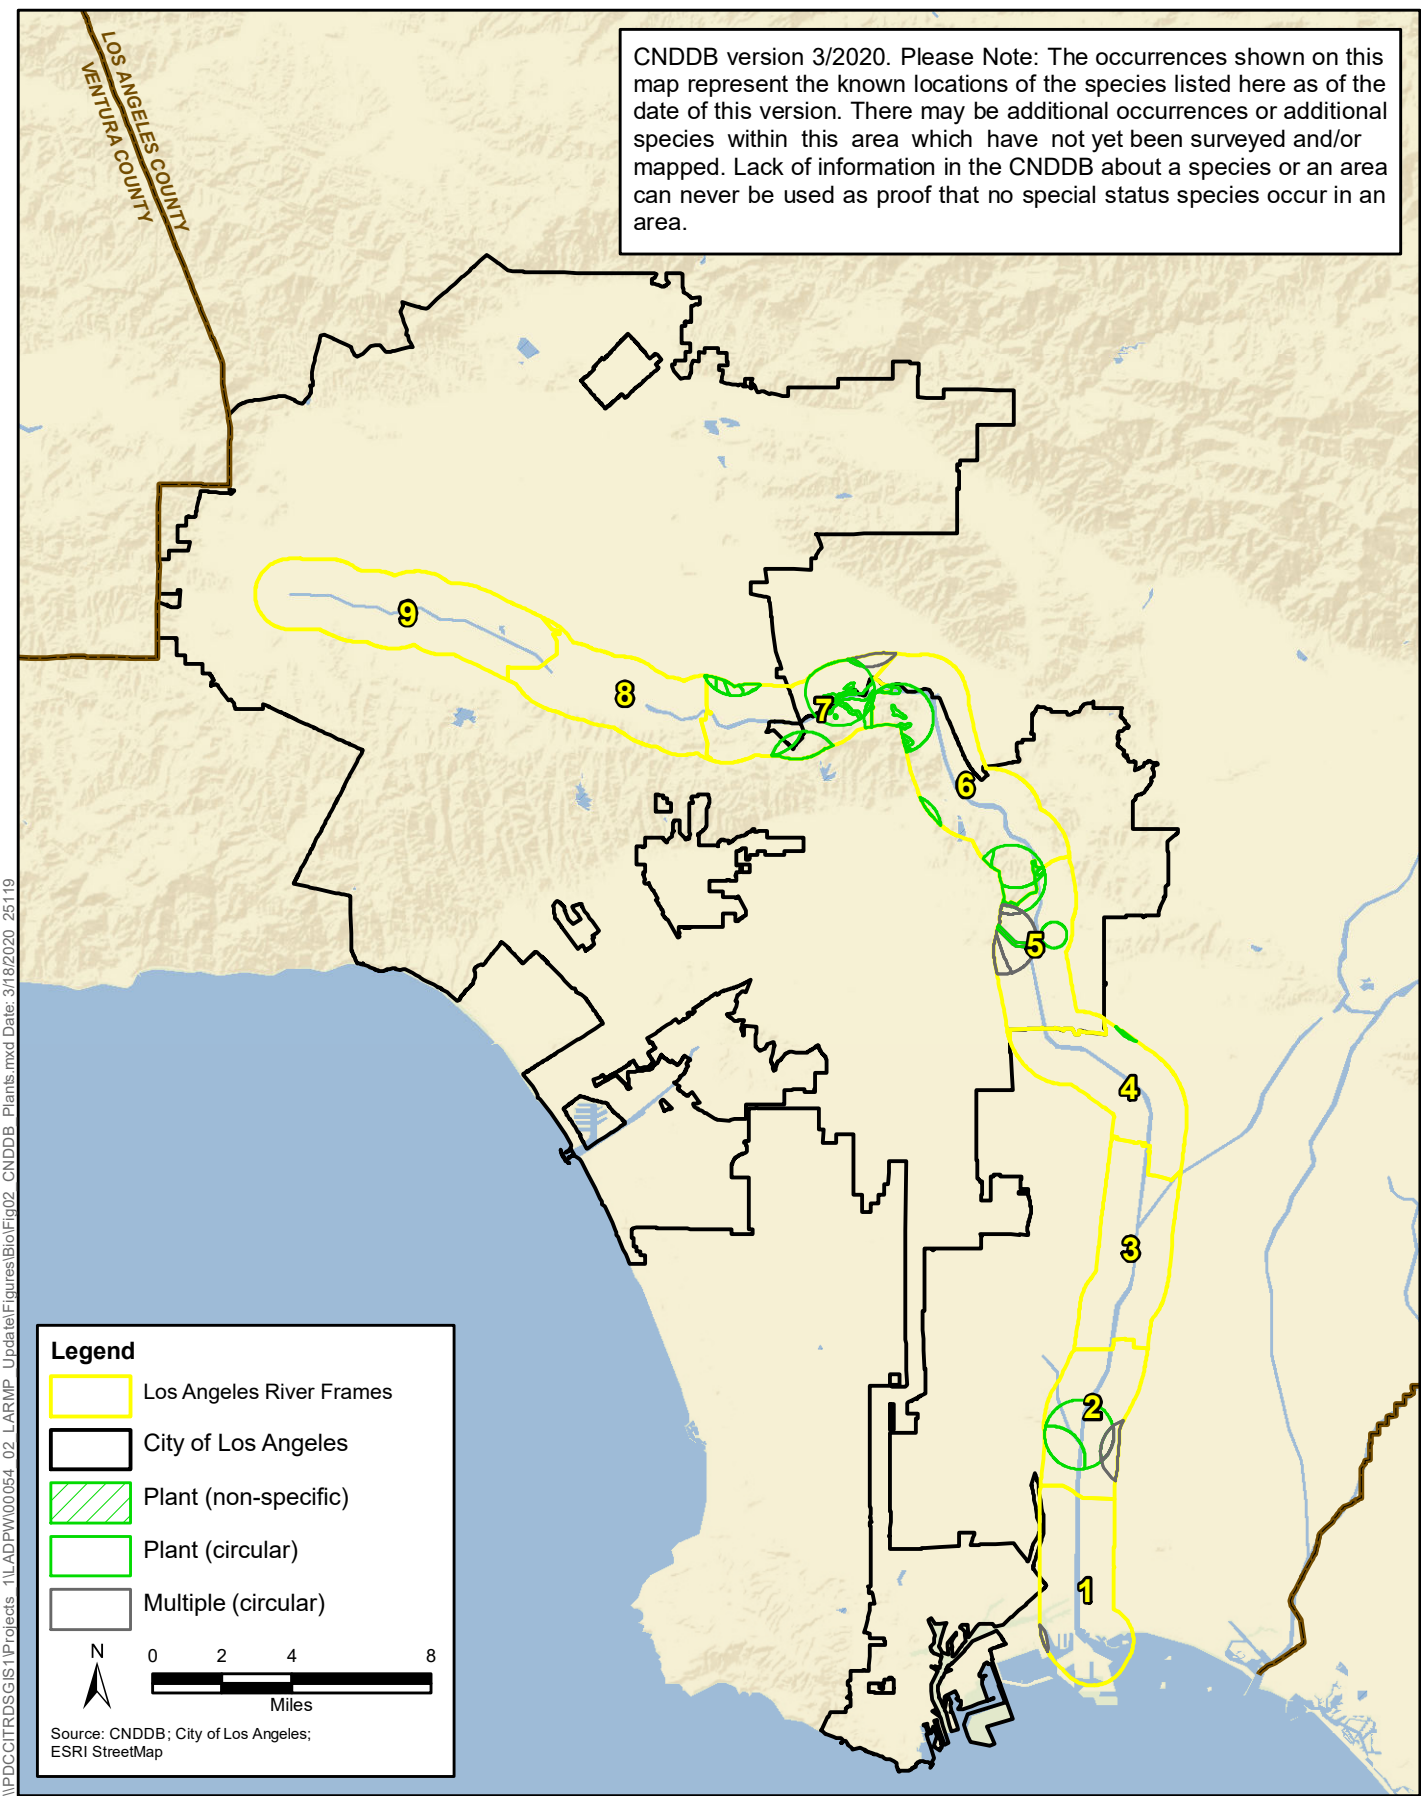 CNDDB version 3/2020. Please Note: The occurrences shown on this
map represent the known locations of the species listed here as of the
date of this version. There may be additional occurrences or additional
species within this area which have not yet been surveyed and/or
mapped. Lack of information in the CNDDB about a species or an area
can never be used as proof that no special status species occur in an
area.
LOS ANGELES COUNTY
VENTURA COUNTY
9
8
7
6
5
4
3
2
1
Legend
Los Angeles River Frames
City of Los Angeles
Plant (non-specific)
Plant (circular)
Multiple (circular)
N
0 2 4 8
Miles
Source: CNDDB; City of Los Angeles;
ESRI StreetMap
\\PDCCITRDSGIS1\Projects_1\LADPW\00054_02_LARMP_Update\Figures\Bio\Fig02_CNDDB_Plants.mxd Date: 3/18/2020 25119